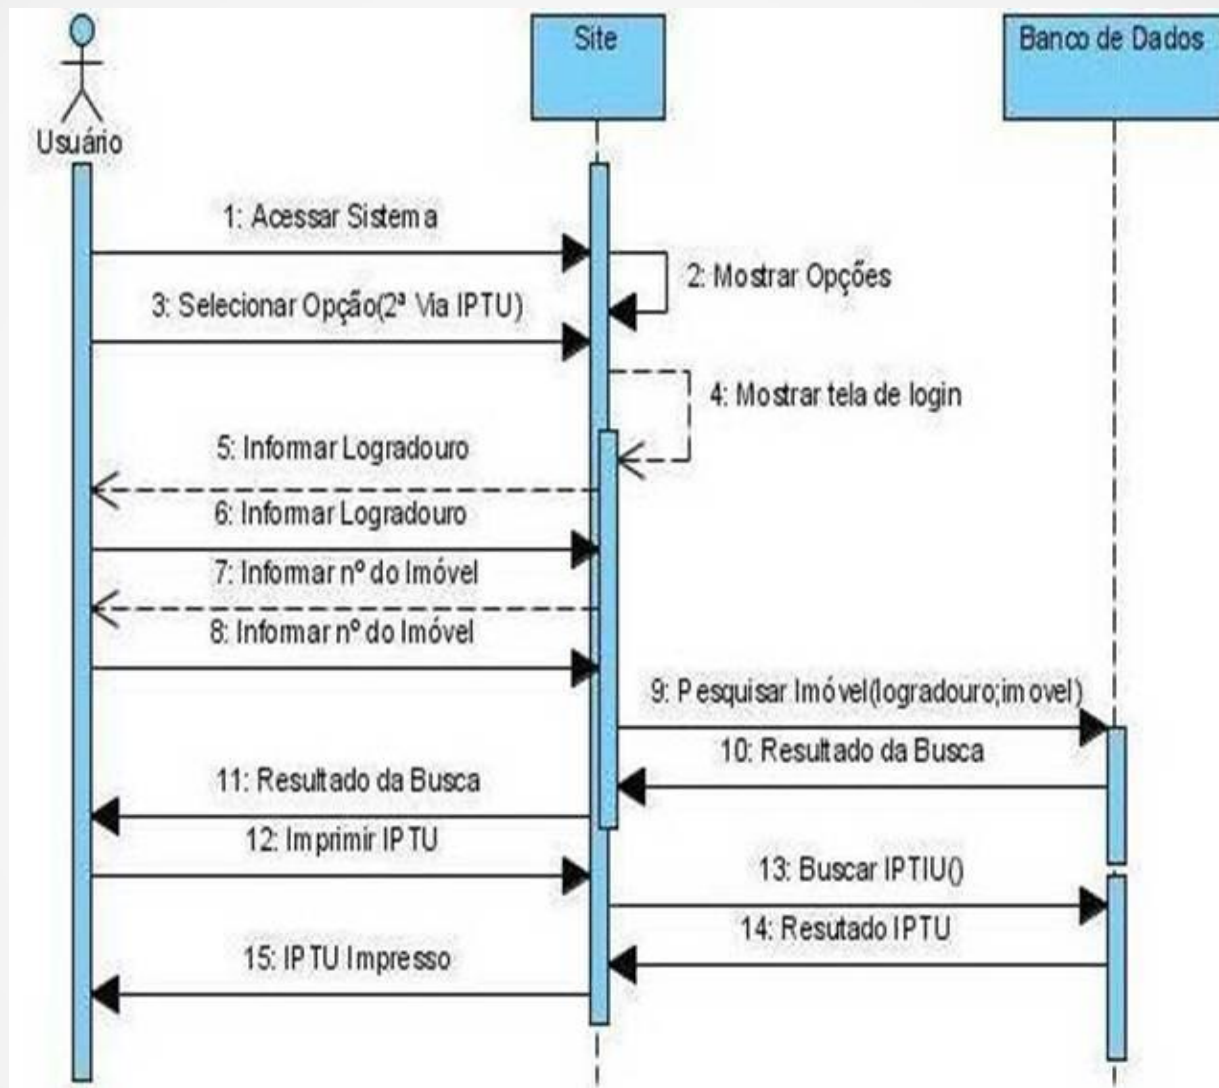 Site
Banco de Dados
Usuário
1: Acessar Sistema
2: Mostrar Opções
3: Selecionar Opção(2ª Via IPTU)
4: Mostrar tela de login
5: Informar Logradouro
6: Informar Logradouro
7: Informar nº do Imóvel
8: Informar nº do Imóvel
9: Pesquisar Imóvel(logradouro;imovel)
10: Resultado da Busca
11: Resultado da Busca
12: Imprimir IPTU
13: Buscar IPTIU()
14: Resutado IPTU
15: IPTU Impresso